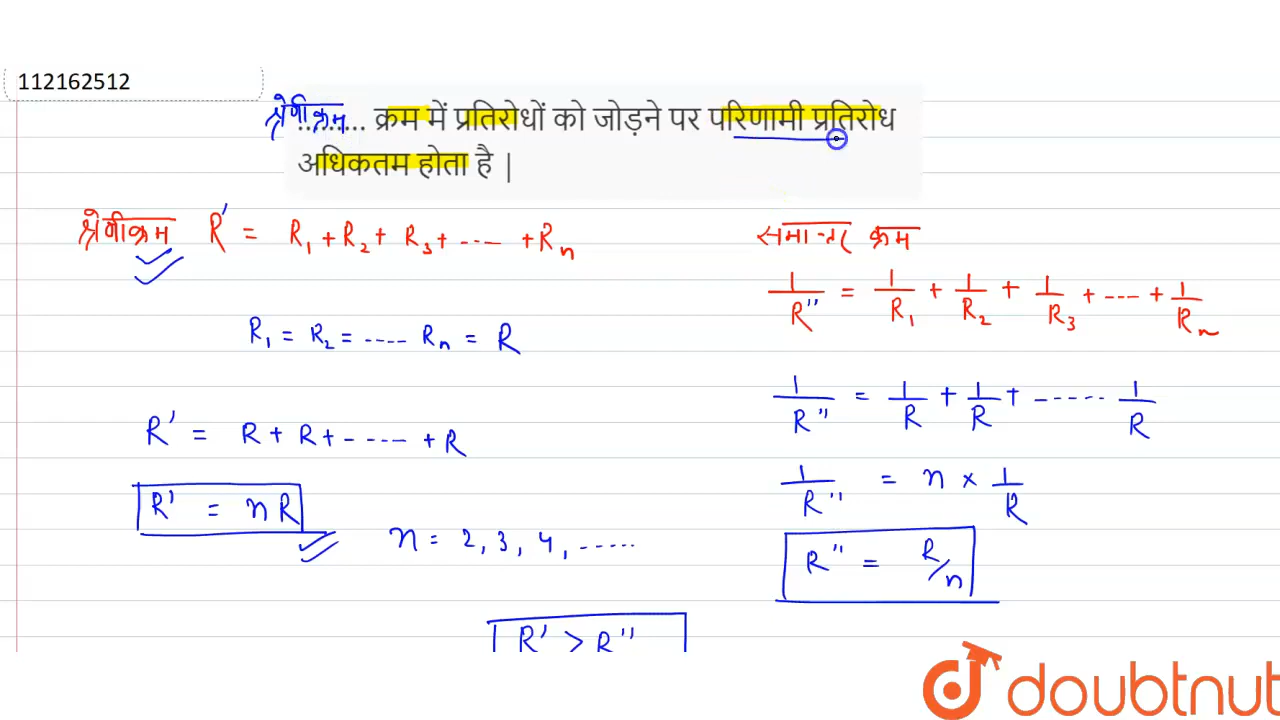 112162512
श्रेणीक्रम
.......... क्रम में प्रतिरोधों को जोड़ने पर परिणामी प्रतिरोध
अधिकतम होता है |
श्रेणीक्रम R' = R₁ + R₂ + R₃ + ---- + Rₙ
समान्तर क्रम
1/R'' = 1/R₁ + 1/R₂ + 1/R₃ + ---- + 1/Rₙ
R₁ = R₂ = ----- Rₙ = R
1/R'' = 1/R + 1/R + ------ 1/R
R' = R + R + ----- + R
1/R'' = n × 1/R
R' = nR
n = 2, 3, 4, ------
R'' = R/n
R' > R''
doubtnut